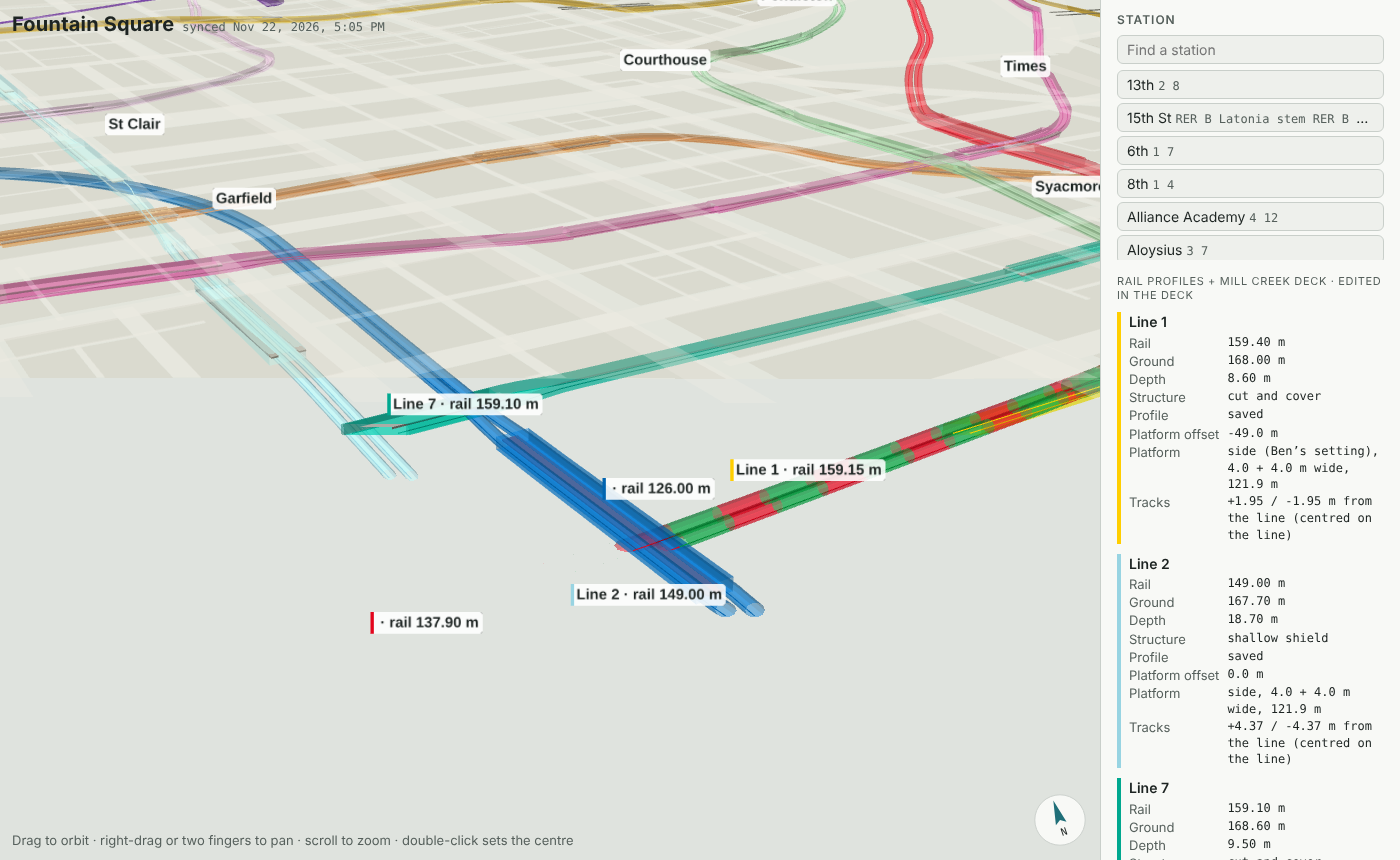 Fountain Square synced Nov 22, 2026, 5:05 PM
Courthouse
Times
St Clair
Garfield
Sycamore
Line 7 · rail 159.10 m
Line 1 · rail 159.15 m
· rail 126.00 m
Line 2 · rail 149.00 m
· rail 137.90 m
Drag to orbit · right-drag or two fingers to pan · scroll to zoom · double-click sets the centre
N
STATION
Find a station
13th 2 8
15th St RER B Latonia stem RER B ...
6th 1 7
8th 1 4
Alliance Academy 4 12
Aloysius 3 7
RAIL PROFILES + MILL CREEK DECK · EDITED
IN THE DECK
Line 1
Rail 159.40 m
Ground 168.00 m
Depth 8.60 m
Structure cut and cover
Profile saved
Platform offset -49.0 m
Platform side (Ben’s setting),
4.0 + 4.0 m wide,
121.9 m
Tracks +1.95 / -1.95 m from
the line (centred on
the line)
Line 2
Rail 149.00 m
Ground 167.70 m
Depth 18.70 m
Structure shallow shield
Profile saved
Platform offset 0.0 m
Platform side, 4.0 + 4.0 m
wide, 121.9 m
Tracks +4.37 / -4.37 m from
the line (centred on
the line)
Line 7
Rail 159.10 m
Ground 168.60 m
Depth 9.50 m